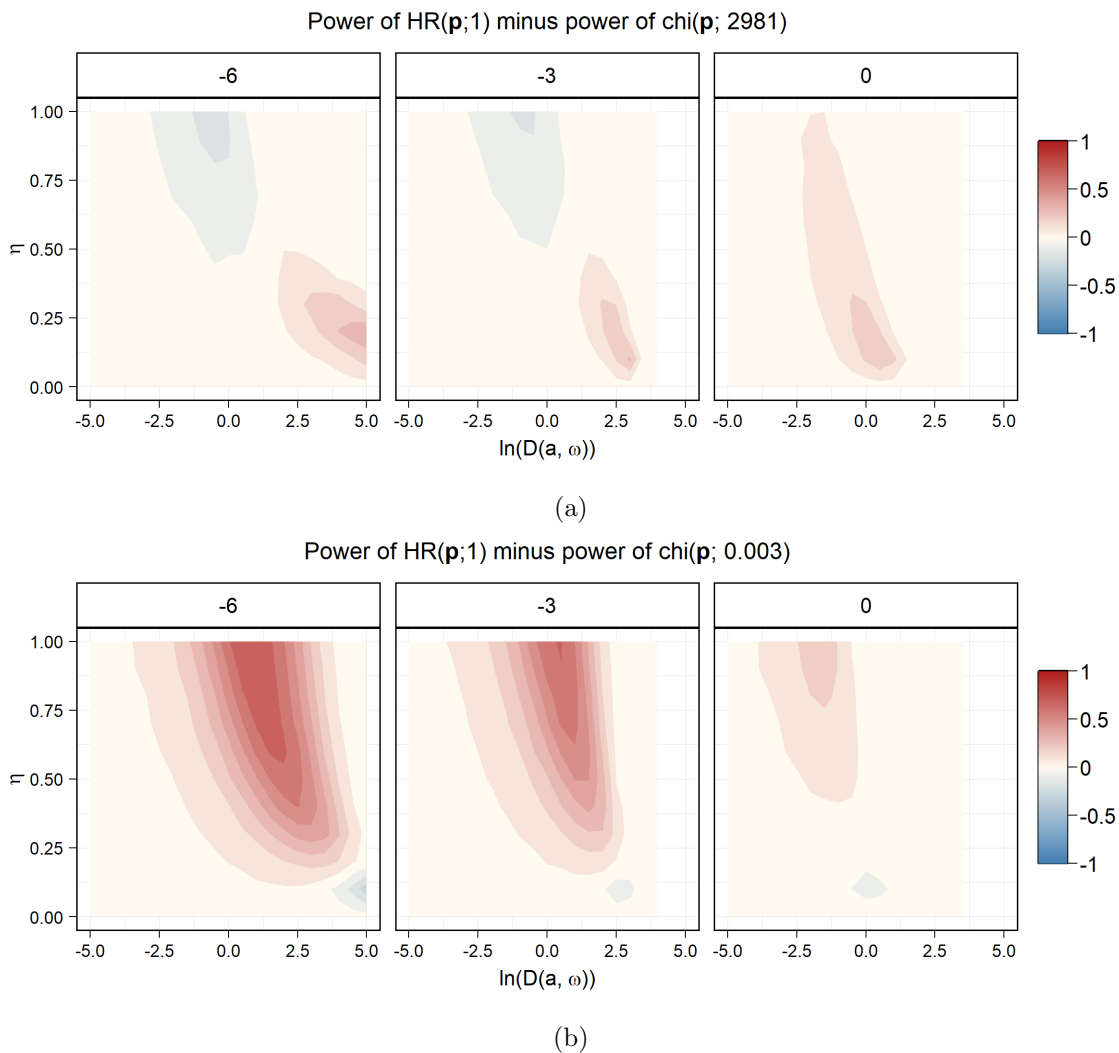 Power of HR(p;1) minus power of chi(p; 2981)
-6 -3 0
1.00
0.75
0.50
0.25
0.00
η
-5.0 -2.5 0.0 2.5 5.0 -5.0 -2.5 0.0 2.5 5.0 -5.0 -2.5 0.0 2.5 5.0
ln(D(a, ω))
1
0.5
0
-0.5
-1
(a)
Power of HR(p;1) minus power of chi(p; 0.003)
-6 -3 0
1.00
0.75
0.50
0.25
0.00
η
-5.0 -2.5 0.0 2.5 5.0 -5.0 -2.5 0.0 2.5 5.0 -5.0 -2.5 0.0 2.5 5.0
ln(D(a, ω))
1
0.5
0
-0.5
-1
(b)